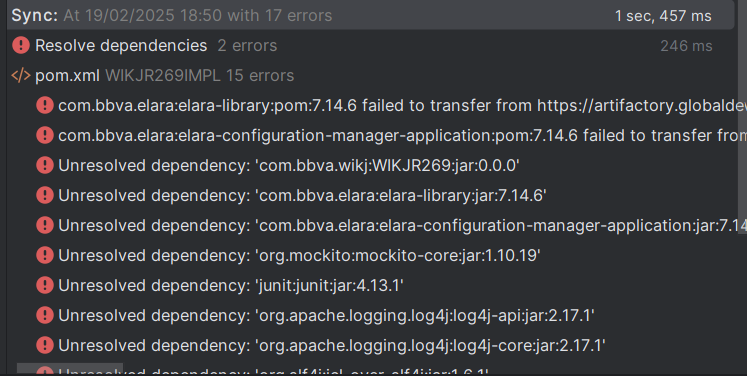 Sync: At 19/02/2025 18:50 with 17 errors 1 sec, 457 ms
Resolve dependencies 2 errors 246 ms
</> pom.xml WIKJR269IMPL 15 errors
com.bbva.elara:elara-library:pom:7.14.6 failed to transfer from https://artifactory.globaldev
com.bbva.elara:elara-configuration-manager-application:pom:7.14.6 failed to transfer from
Unresolved dependency: 'com.bbva.wikj:WIKJR269:jar:0.0.0'
Unresolved dependency: 'com.bbva.elara:elara-library:jar:7.14.6'
Unresolved dependency: 'com.bbva.elara:elara-configuration-manager-application:jar:7.14
Unresolved dependency: 'org.mockito:mockito-core:jar:1.10.19'
Unresolved dependency: 'junit:junit:jar:4.13.1'
Unresolved dependency: 'org.apache.logging.log4j:log4j-api:jar:2.17.1'
Unresolved dependency: 'org.apache.logging.log4j:log4j-core:jar:2.17.1'
Unresolved dependency: 'org.slf4j:jcl-over-slf4j:jar:1.6.1'